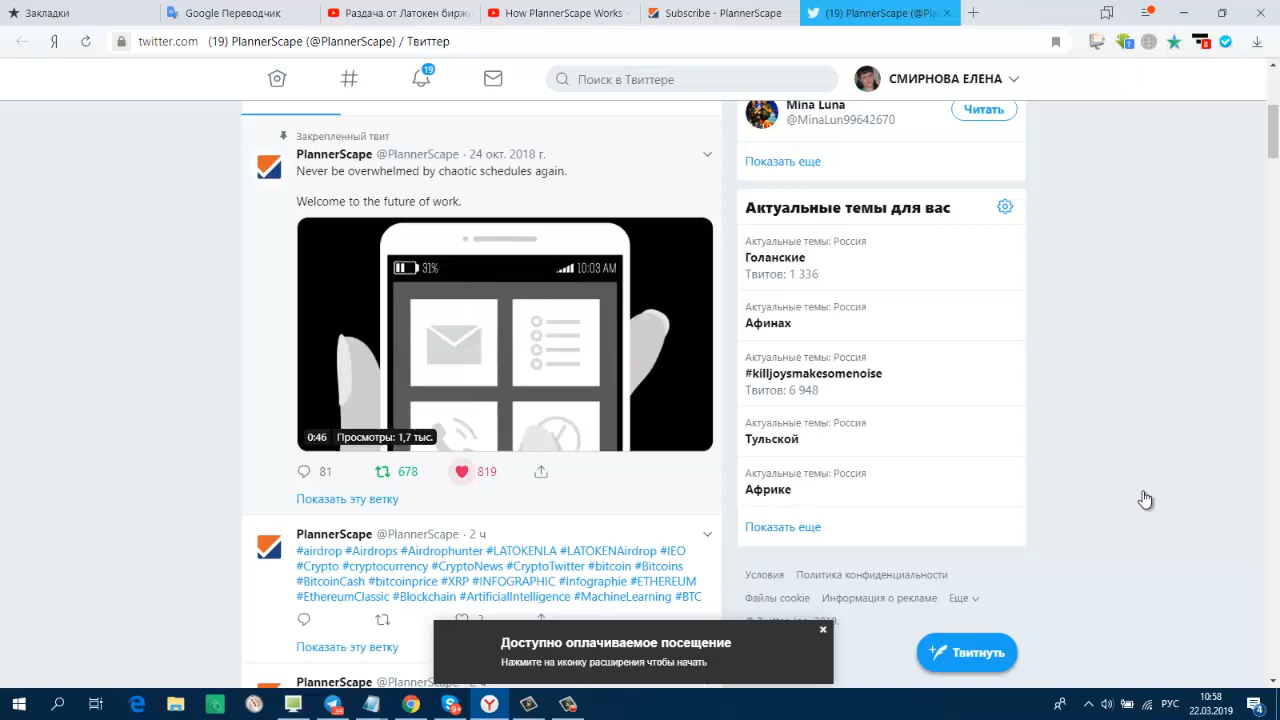 Закладки
Google Переводчик
Раздача от Латокен бирж
How PlannerScape Works -
Subscribe - PlannerScape
(19) PlannerScape (@Pla
Я
twitter.com
(19) PlannerScape (@PlannerScape) / Твиттер
7
8
19
Поиск в Твиттере
СМИРНОВА ЕЛЕНА
Закрепленный твит
PlannerScape @PlannerScape · 24 окт. 2018 г.
Never be overwhelmed by chaotic schedules again.
Welcome to the future of work.
31%
10:03 AM
0:46
Просмотры: 1,7 тыс.
81
678
819
Показать эту ветку
PlannerScape @PlannerScape · 2 ч
#airdrop #Airdrops #Airdrophunter #LATOKENLA #LATOKENAirdrop #IEO
#Crypto #cryptocurrency #CryptoNews #CryptoTwitter #bitcoin #Bitcoins
#BitcoinCash #bitcoinprice #XRP #INFOGRAPHIC #Infographie #ETHEREUM
#EthereumClassic #Blockchain #ArtificialIntelligence #MachineLearning #BTC
Показать эту ветку
PlannerScape @PlannerScape · 2 ч
Mina Luna
@MinaLun99642670
Читать
Показать еще
Актуальные темы для вас
Актуальные темы: Россия
Голанские
Твитов: 1 336
Актуальные темы: Россия
Афинах
Актуальные темы: Россия
#killjoysmakesomenoise
Твитов: 6 948
Актуальные темы: Россия
Тульской
Актуальные темы: Россия
Африке
Показать еще
Условия
Политика конфиденциальности
Файлы cookie
Информация о рекламе
Еще
Твитнуть
Доступно оплачиваемое посещение
Нажмите на иконку расширения чтобы начать
39
9+
РУС
10:58
22.03.2019
4